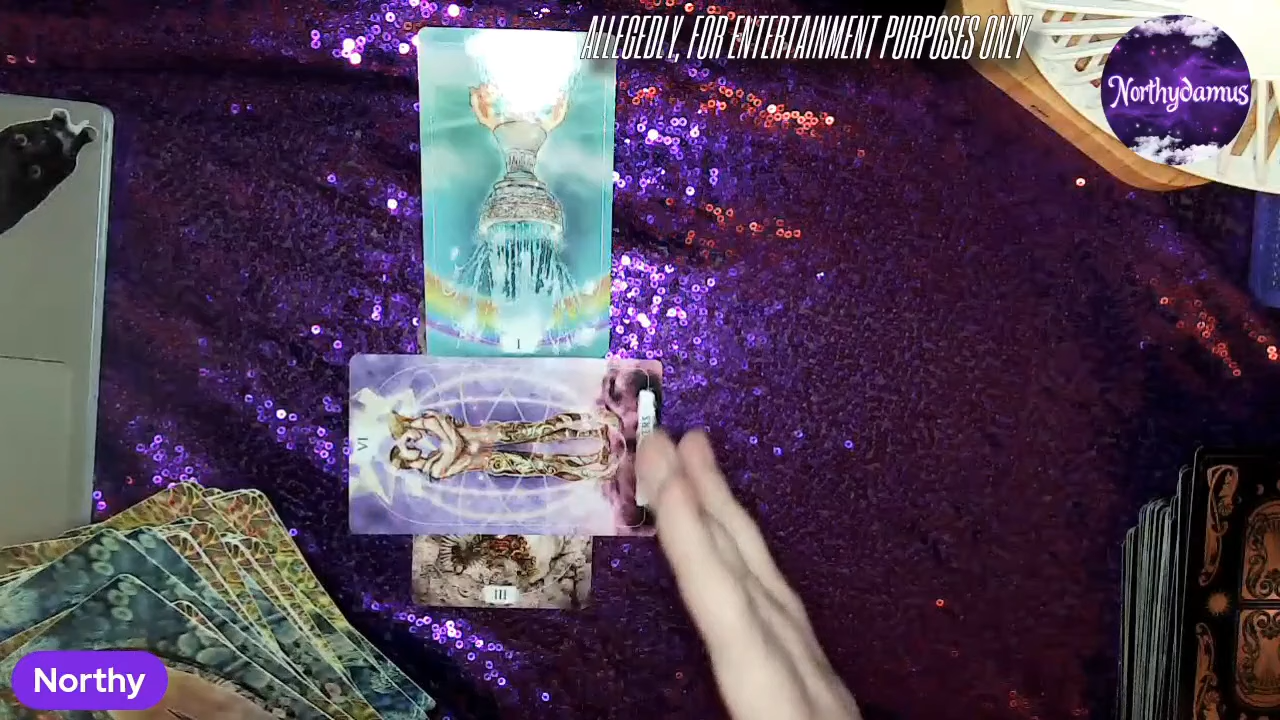 ALLEGEDLY, FOR ENTERTAINMENT PURPOSES ONLY
Northydamus
I
VI
III
Northy